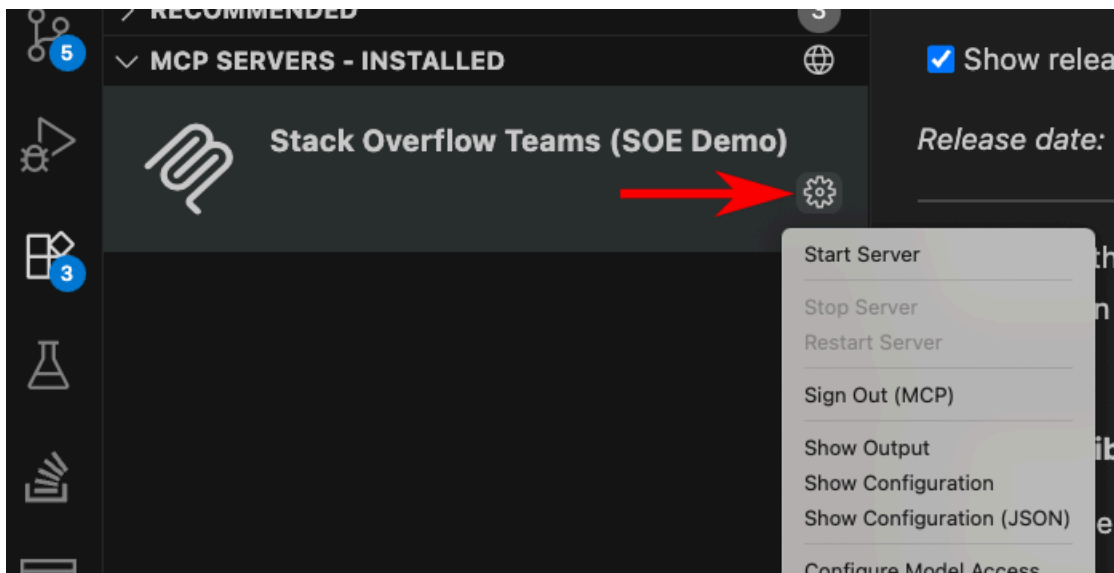 RECOMMENDED
3
5
MCP SERVERS - INSTALLED
Show relea
Stack Overflow Teams (SOE Demo)
Release date:
3
Start Server
Stop Server
Restart Server
Sign Out (MCP)
Show Output
Show Configuration
Show Configuration (JSON)
Configure Model Access